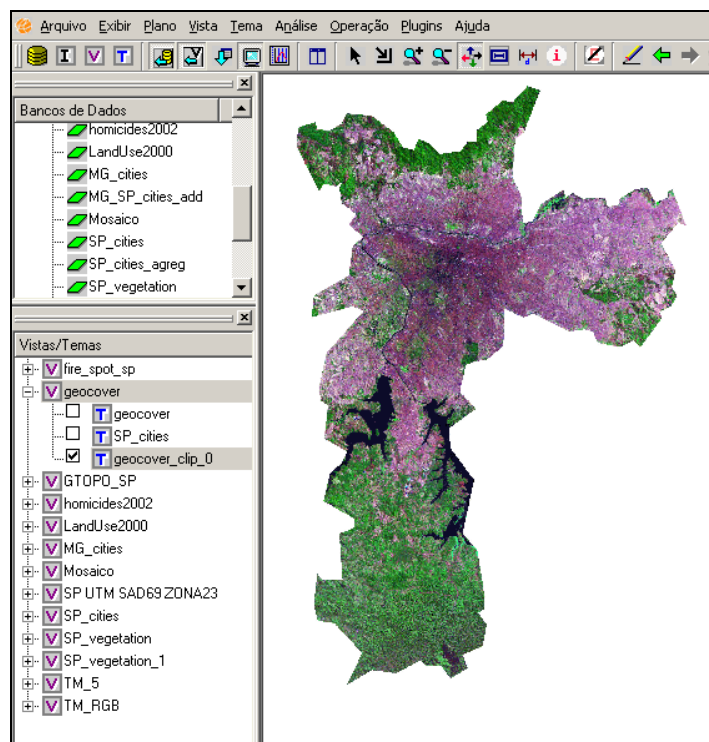 Arquivo Exibir Plano Vista Tema Análise Operação Plugins Ajuda
I V T
i
Bancos de Dados
homicides2002
LandUse2000
MG_cities
MG_SP_cities_add
Mosaico
SP_cities
SP_cities_agreg
SP_vegetation
Vistas/Temas
V fire_spot_sp
V geocover
T geocover
T SP_cities
T geocover_clip_0
V GTOPO_SP
V homicides2002
V LandUse2000
V MG_cities
V Mosaico
V SP UTM SAD69 ZONA23
V SP_cities
V SP_vegetation
V SP_vegetation_1
V TM_5
V TM_RGB